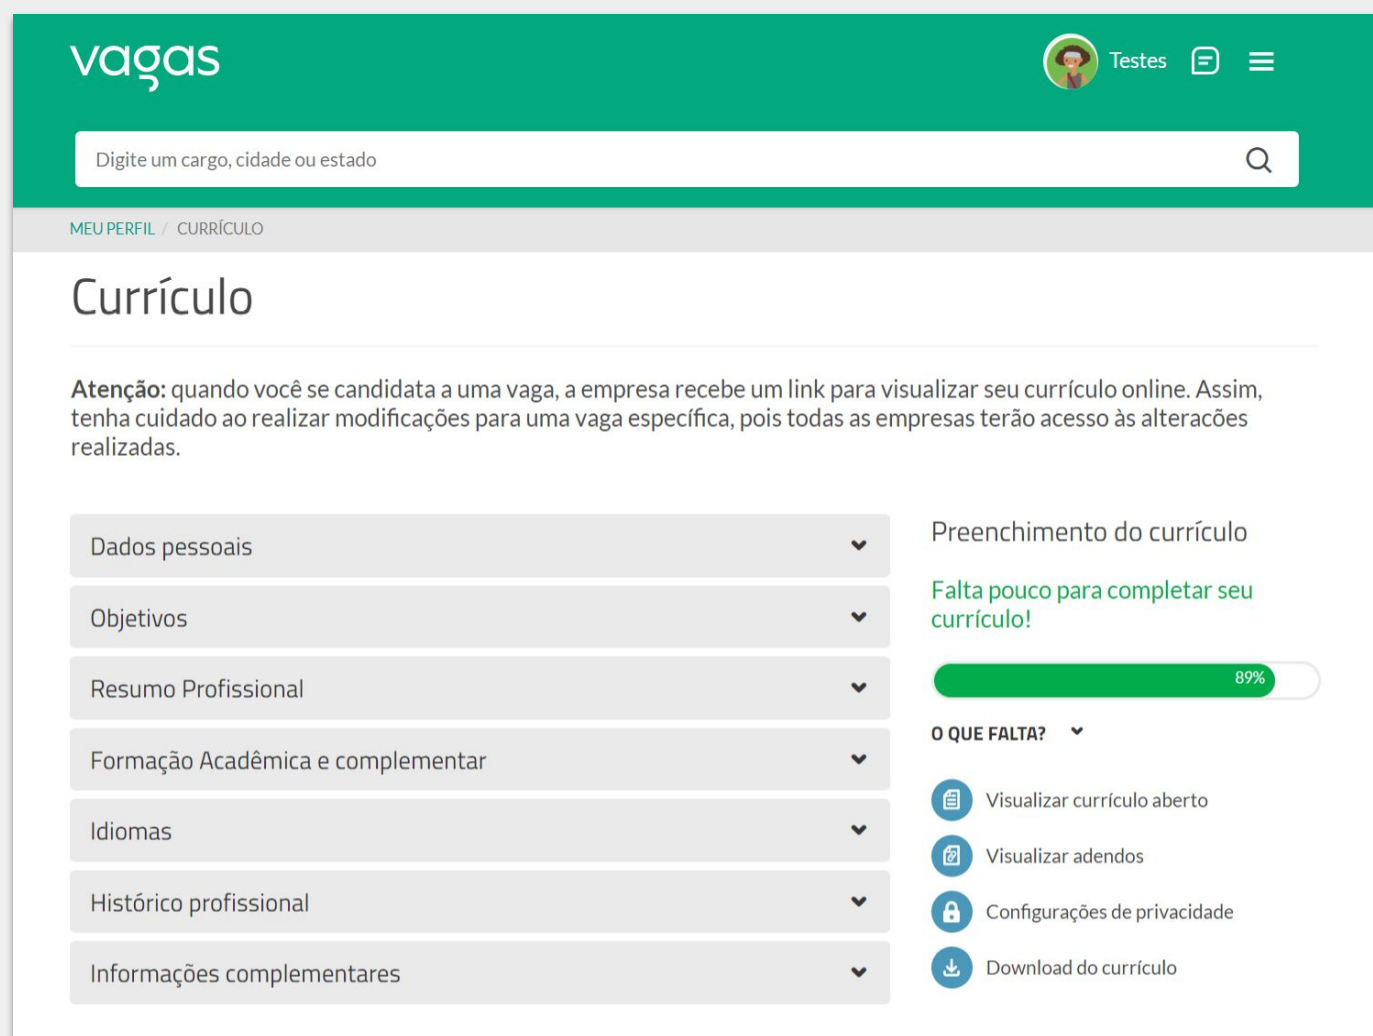 vagas
Testes
Digite um cargo, cidade ou estado
MEU PERFIL / CURRÍCULO
Currículo
Atenção: quando você se candidata a uma vaga, a empresa recebe um link para visualizar seu currículo online. Assim,
tenha cuidado ao realizar modificações para uma vaga específica, pois todas as empresas terão acesso às alteracões
realizadas.
Dados pessoais
Objetivos
Resumo Profissional
Formação Acadêmica e complementar
Idiomas
Histórico profissional
Informações complementares
Preenchimento do currículo
Falta pouco para completar seu
currículo!
89%
O QUE FALTA?
Visualizar currículo aberto
Visualizar adendos
Configurações de privacidade
Download do currículo